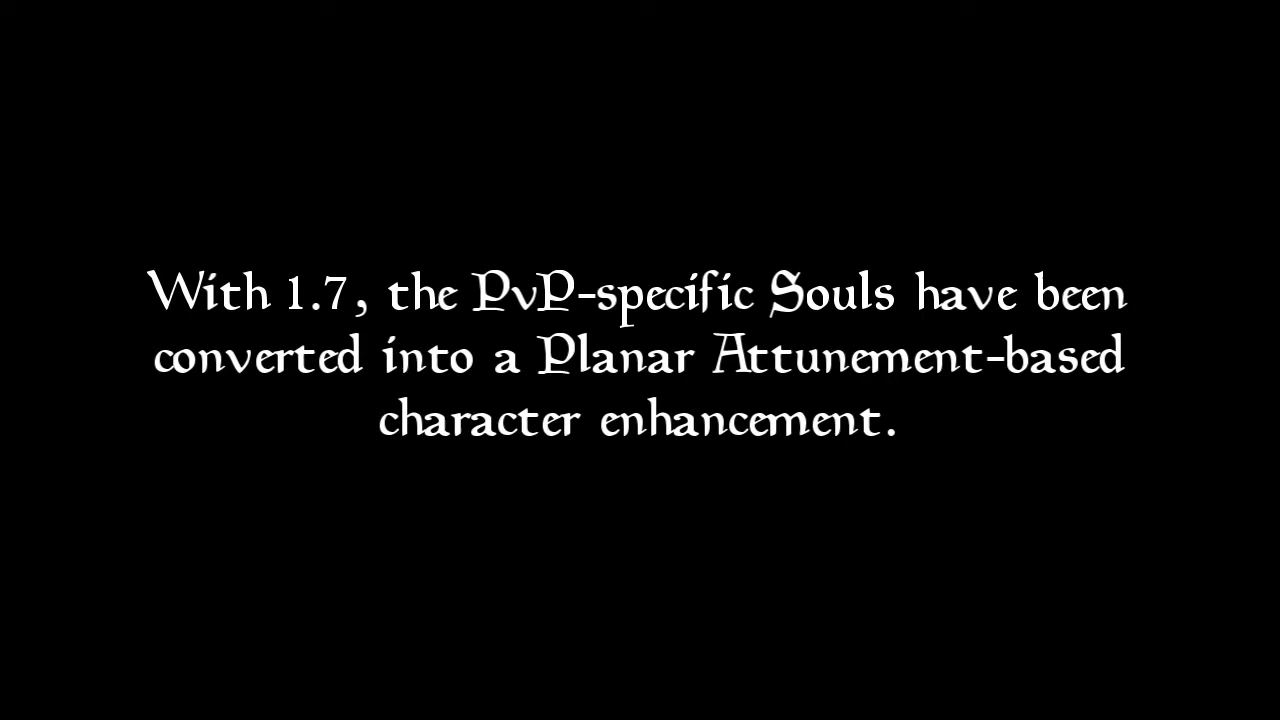 With 1.7, the PvP-specific Souls have been
converted into a Planar Attunement-based
character enhancement.